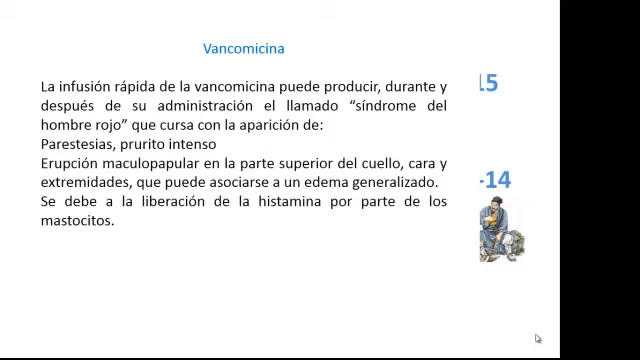 Vancomicina
La infusión rápida de la vancomicina puede producir, durante y
después de su administración el llamado “síndrome del
hombre rojo” que cursa con la aparición de:
Parestesias, prurito intenso
Erupción maculopapular en la parte superior del cuello, cara y
extremidades, que puede asociarse a un edema generalizado.
Se debe a la liberación de la histamina por parte de los
mastocitos.
15
-14